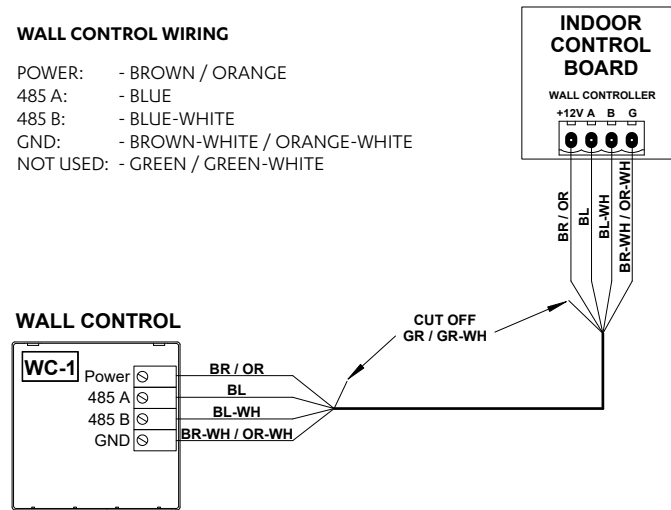 WALL CONTROL WIRING
POWER: - BROWN / ORANGE
485 A: - BLUE
485 B: - BLUE-WHITE
GND: - BROWN-WHITE / ORANGE-WHITE
NOT USED: - GREEN / GREEN-WHITE
INDOOR
CONTROL
BOARD
WALL CONTROLLER
+12V A B G
BR / OR
BL
BL-WH
BR-WH / OR-WH
CUT OFF
GR / GR-WH
WALL CONTROL
WC-1
Power
485 A
485 B
GND
BR / OR
BL
BL-WH
BR-WH / OR-WH